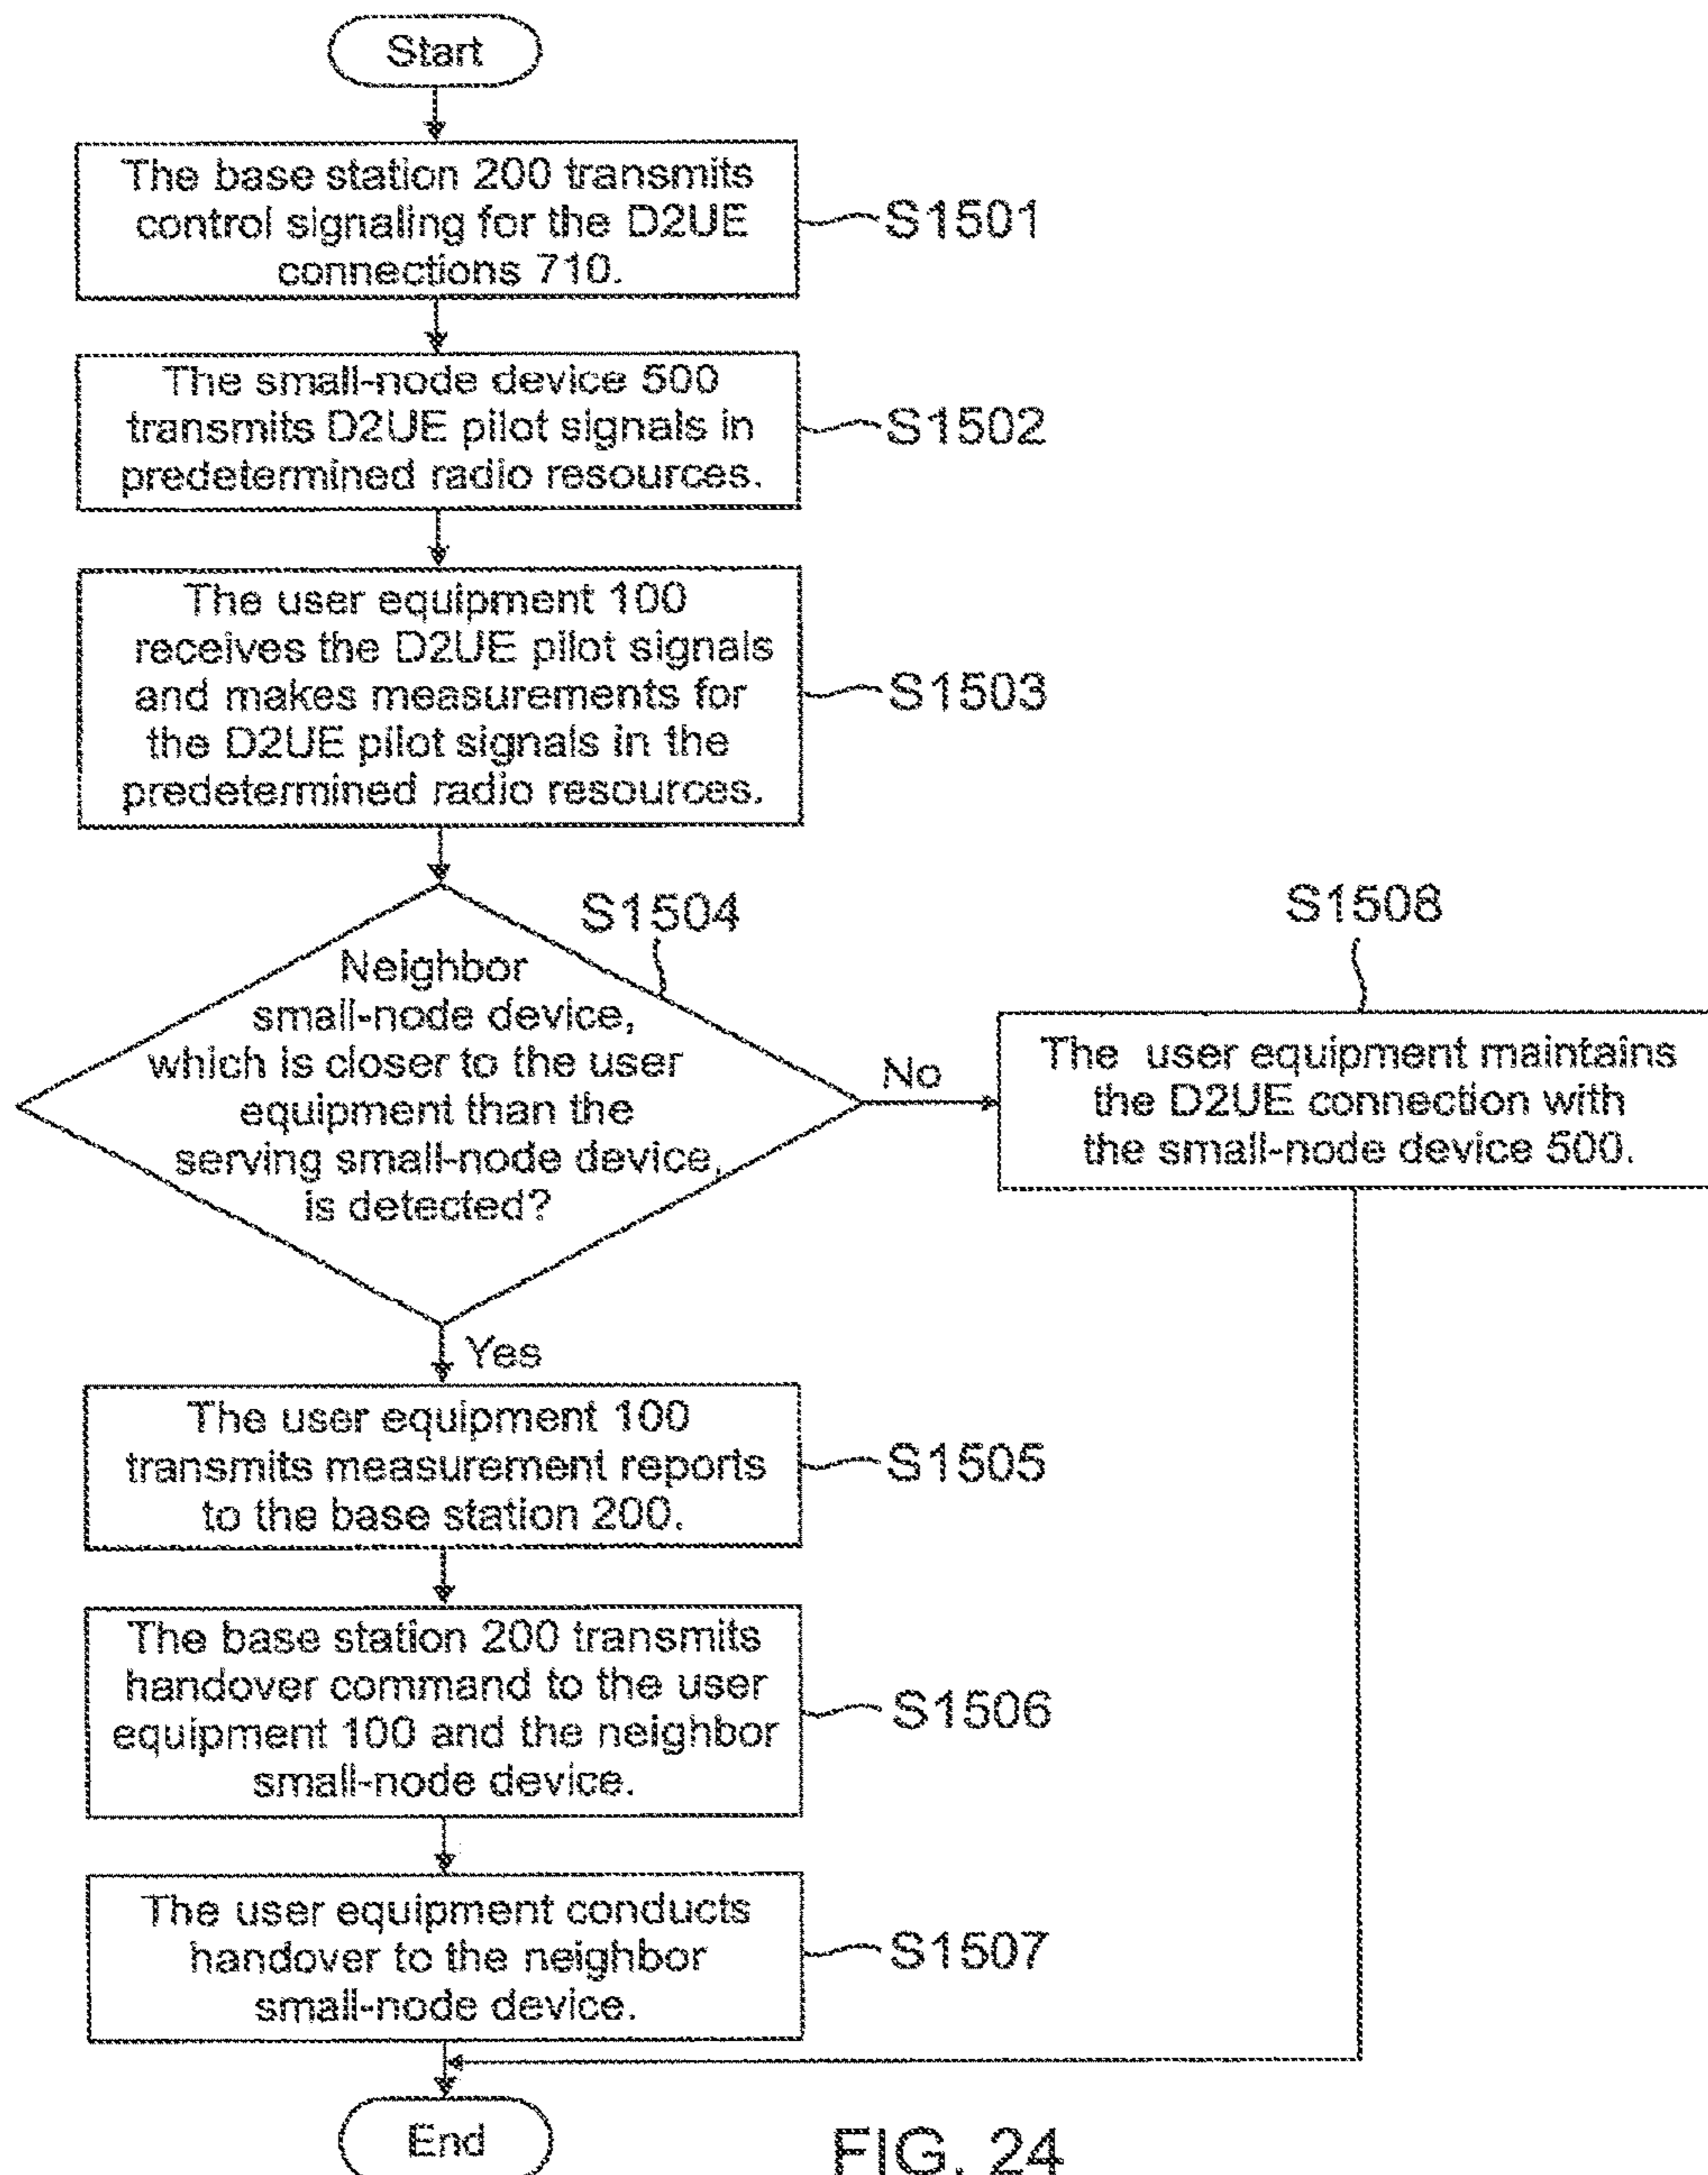 Start
The base station 200 transmits
control signaling for the D2UE
connections 710.
S1501
The small-node device 500
transmits D2UE pilot signals in
predetermined radio resources.
S1502
The user equipment 100
receives the D2UE pilot signals
and makes measurements for
the D2UE pilot signals in the
predetermined radio resources.
S1503
S1504
Neighbor
small-node device,
which is closer to the user
equipment than the
serving small-node device,
is detected?
No
S1508
The user equipment maintains
the D2UE connection with
the small-node device 500.
Yes
The user equipment 100
transmits measurement reports
to the base station 200.
S1505
The base station 200 transmits
handover command to the user
equipment 100 and the neighbor
small-node device.
S1506
The user equipment conducts
handover to the neighbor
small-node device.
S1507
End
FIG. 24